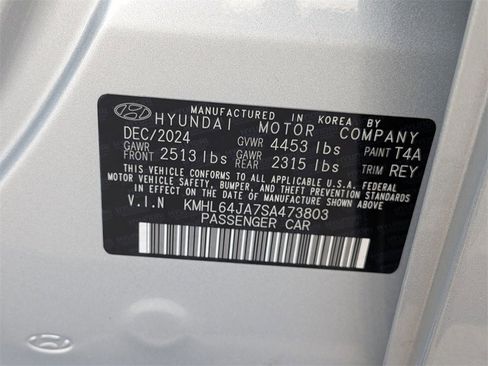 MANUFACTURED IN KOREA BY
HYUNDAI MOTOR COMPANY
DEC/2024 GVWR 4453 lbs PAINT T4A
GAWR FRONT 2513 lbs GAWR REAR 2315 lbs TRIM REY
THIS VEHICLE CONFORMS TO ALL APPLICABLE U.S.A. FEDERAL
MOTOR VEHICLE SAFETY, BUMPER, AND THEFT PREVENTION
STANDARDS IN EFFECT ON THE DATE OF MANUFACTURE SHOWN ABOVE.
V.I.N KMHL64JA7SA473803
PASSENGER CAR